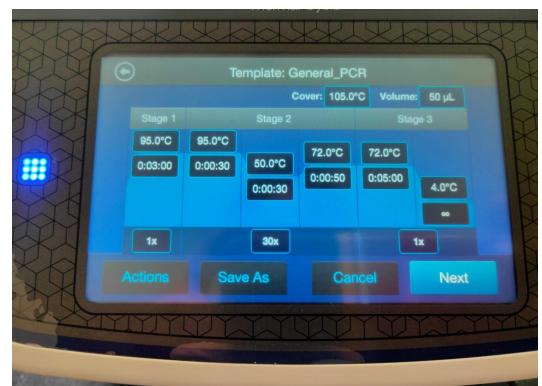 Template: General_PCR
Cover: 105.0°C Volume: 50 µL
Stage 1 Stage 2 Stage 3
95.0°C 95.0°C 72.0°C 72.0°C
0:03:00 0:00:30 50.0°C 0:00:50 0:05:00
0:00:30 4.0°C
∞
1x 30x 1x
Actions Save As Cancel Next